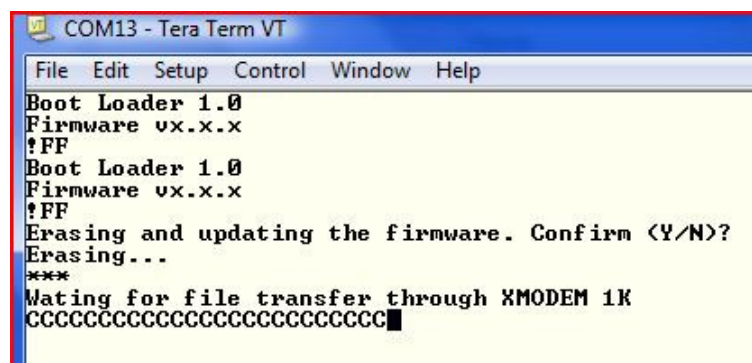 COM13 - Tera Term VT
File Edit Setup Control Window Help
Boot Loader 1.0
Firmware vx.x.x
!FF
Boot Loader 1.0
Firmware vx.x.x
!FF
Erasing and updating the firmware. Confirm (Y/N)?
Erasing...
***
Wating for file transfer through XMODEM 1K
CCCCCCCCCCCCCCCCCCCCCCCCC